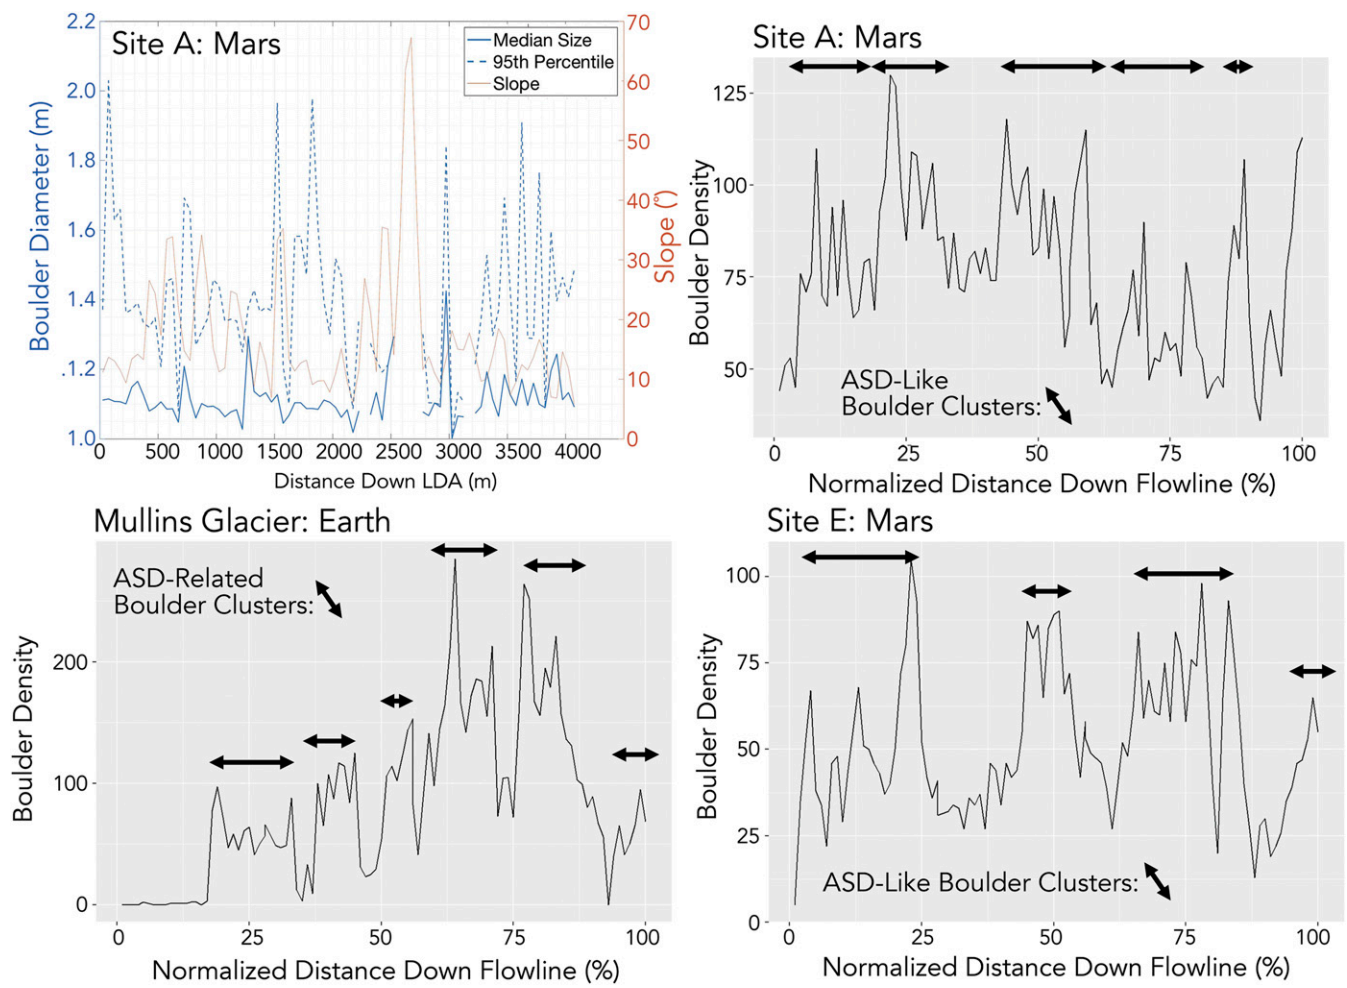 Site A: Mars
Median Size
95th Percentile
Slope
2.2
2.0
1.8
1.6
1.4
.1.2
1.0
Boulder Diameter (m)
70
60
50
40
30
20
10
0
Slope (°)
0
500
1000
1500
2000
2500
3000
3500
4000
Distance Down LDA (m)
Site A: Mars
125
100
75
50
Boulder Density
ASD-Like
Boulder Clusters:
0
25
50
75
100
Normalized Distance Down Flowline (%)
Mullins Glacier: Earth
ASD-Related
Boulder Clusters:
200
100
0
Boulder Density
0
25
50
75
100
Normalized Distance Down Flowline (%)
Site E: Mars
100
75
50
25
0
Boulder Density
ASD-Like Boulder Clusters:
0
25
50
75
100
Normalized Distance Down Flowline (%)